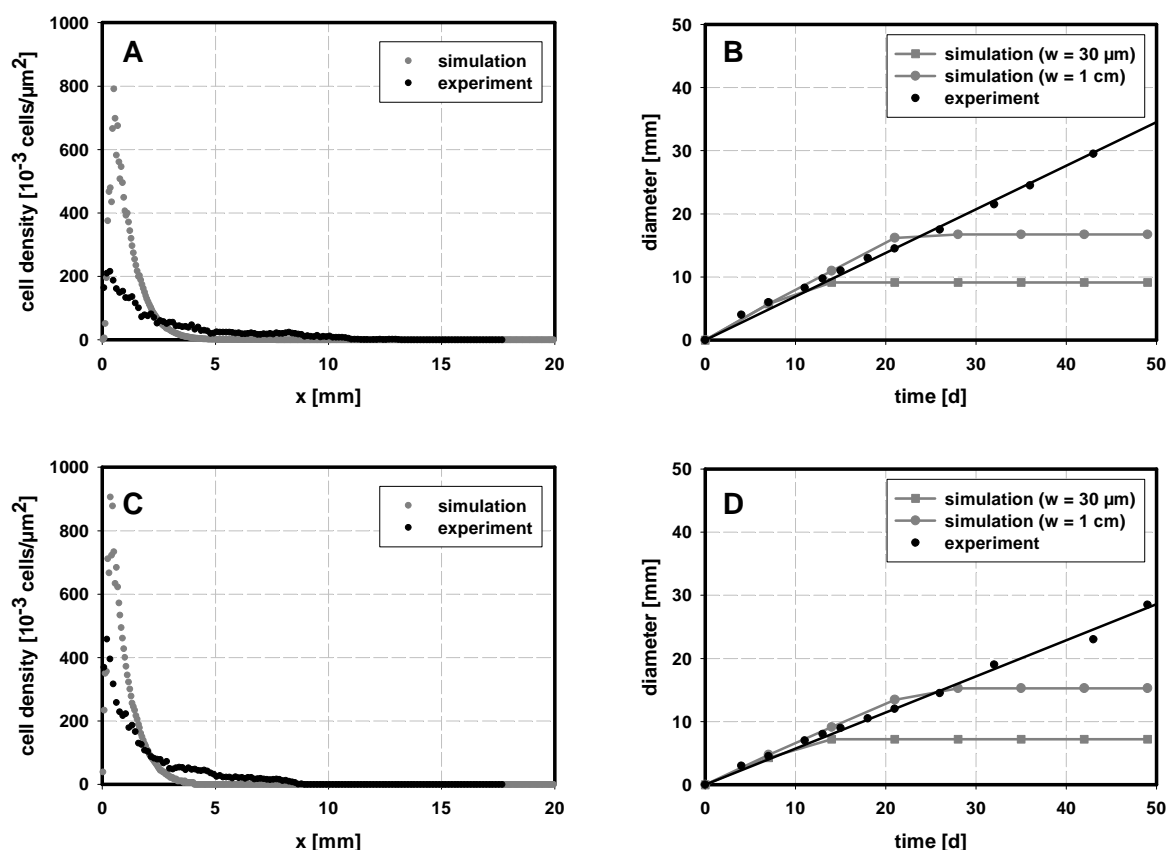 A
simulation
experiment
cell density [10⁻³ cells/µm²]
1000
800
600
400
200
0
0 5 10 15 20
x [mm]
B
simulation (w = 30 µm)
simulation (w = 1 cm)
experiment
diameter [mm]
50
40
30
20
10
0
0 10 20 30 40 50
time [d]
C
simulation
experiment
cell density [10⁻³ cells/µm²]
1000
800
600
400
200
0
0 5 10 15 20
x [mm]
D
simulation (w = 30 µm)
simulation (w = 1 cm)
experiment
diameter [mm]
50
40
30
20
10
0
0 10 20 30 40 50
time [d]